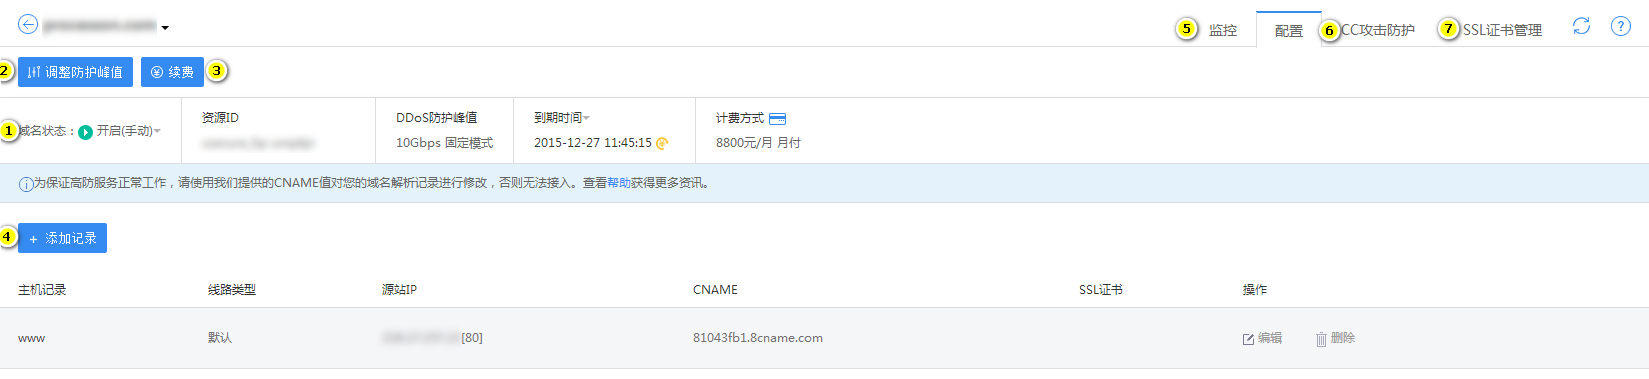 5 监控 配置 6 CC攻击防护 7 SSL证书管理 ?
2 调整防护峰值 续费 3
1 域名状态： 开启(手动)
资源ID
DDoS防护峰值
10Gbps 固定模式
到期时间
2015-12-27 11:45:15
计费方式
8800元/月 月付
为保证高防服务正常工作，请使用我们提供的CNAME值对您的域名解析记录进行修改，否则无法接入。查看帮助获得更多资讯。
4 + 添加记录
主机记录 线路类型 源站IP CNAME SSL证书 操作
www 默认 [80] 81043fb1.8cname.com 编辑 删除